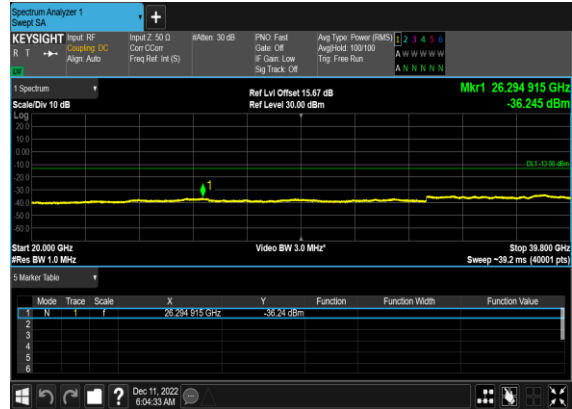 Spectrum Analyzer 1
Swept SA
+
KEYSIGHT
R T
Input: RF
Coupling: DC
Align: Auto
Input Z: 50 Ω
Corr CCorr
Freq Ref: Int (S)
#Atten: 30 dB
PNO: Fast
Gate: Off
IF Gain: Low
Sig Track: Off
Avg Type: Power (RMS)
Avg|Hold: 100/100
Trig: Free Run
1 2 3 4 5 6
A W W W W W
A N N N N N
1 Spectrum
Scale/Div 10 dB
Ref Lvl Offset 15.67 dB
Ref Level 30.00 dBm
Mkr1 26.294 915 GHz
-36.245 dBm
Log
20.0
10.0
0.00
-10.0
-20.0
-30.0
-40.0
-50.0
-60.0
DL1 -13.00 dBm
1
Start 20.000 GHz
#Res BW 1.0 MHz
Video BW 3.0 MHz*
Stop 39.800 GHz
Sweep ~39.2 ms (40001 pts)
5 Marker Table
Mode Trace Scale X Y Function Function Width Function Value
1 N 1 f 26.294 915 GHz -36.24 dBm
2
3
4
5
6
?
Dec 11, 2022
6:04:33 AM